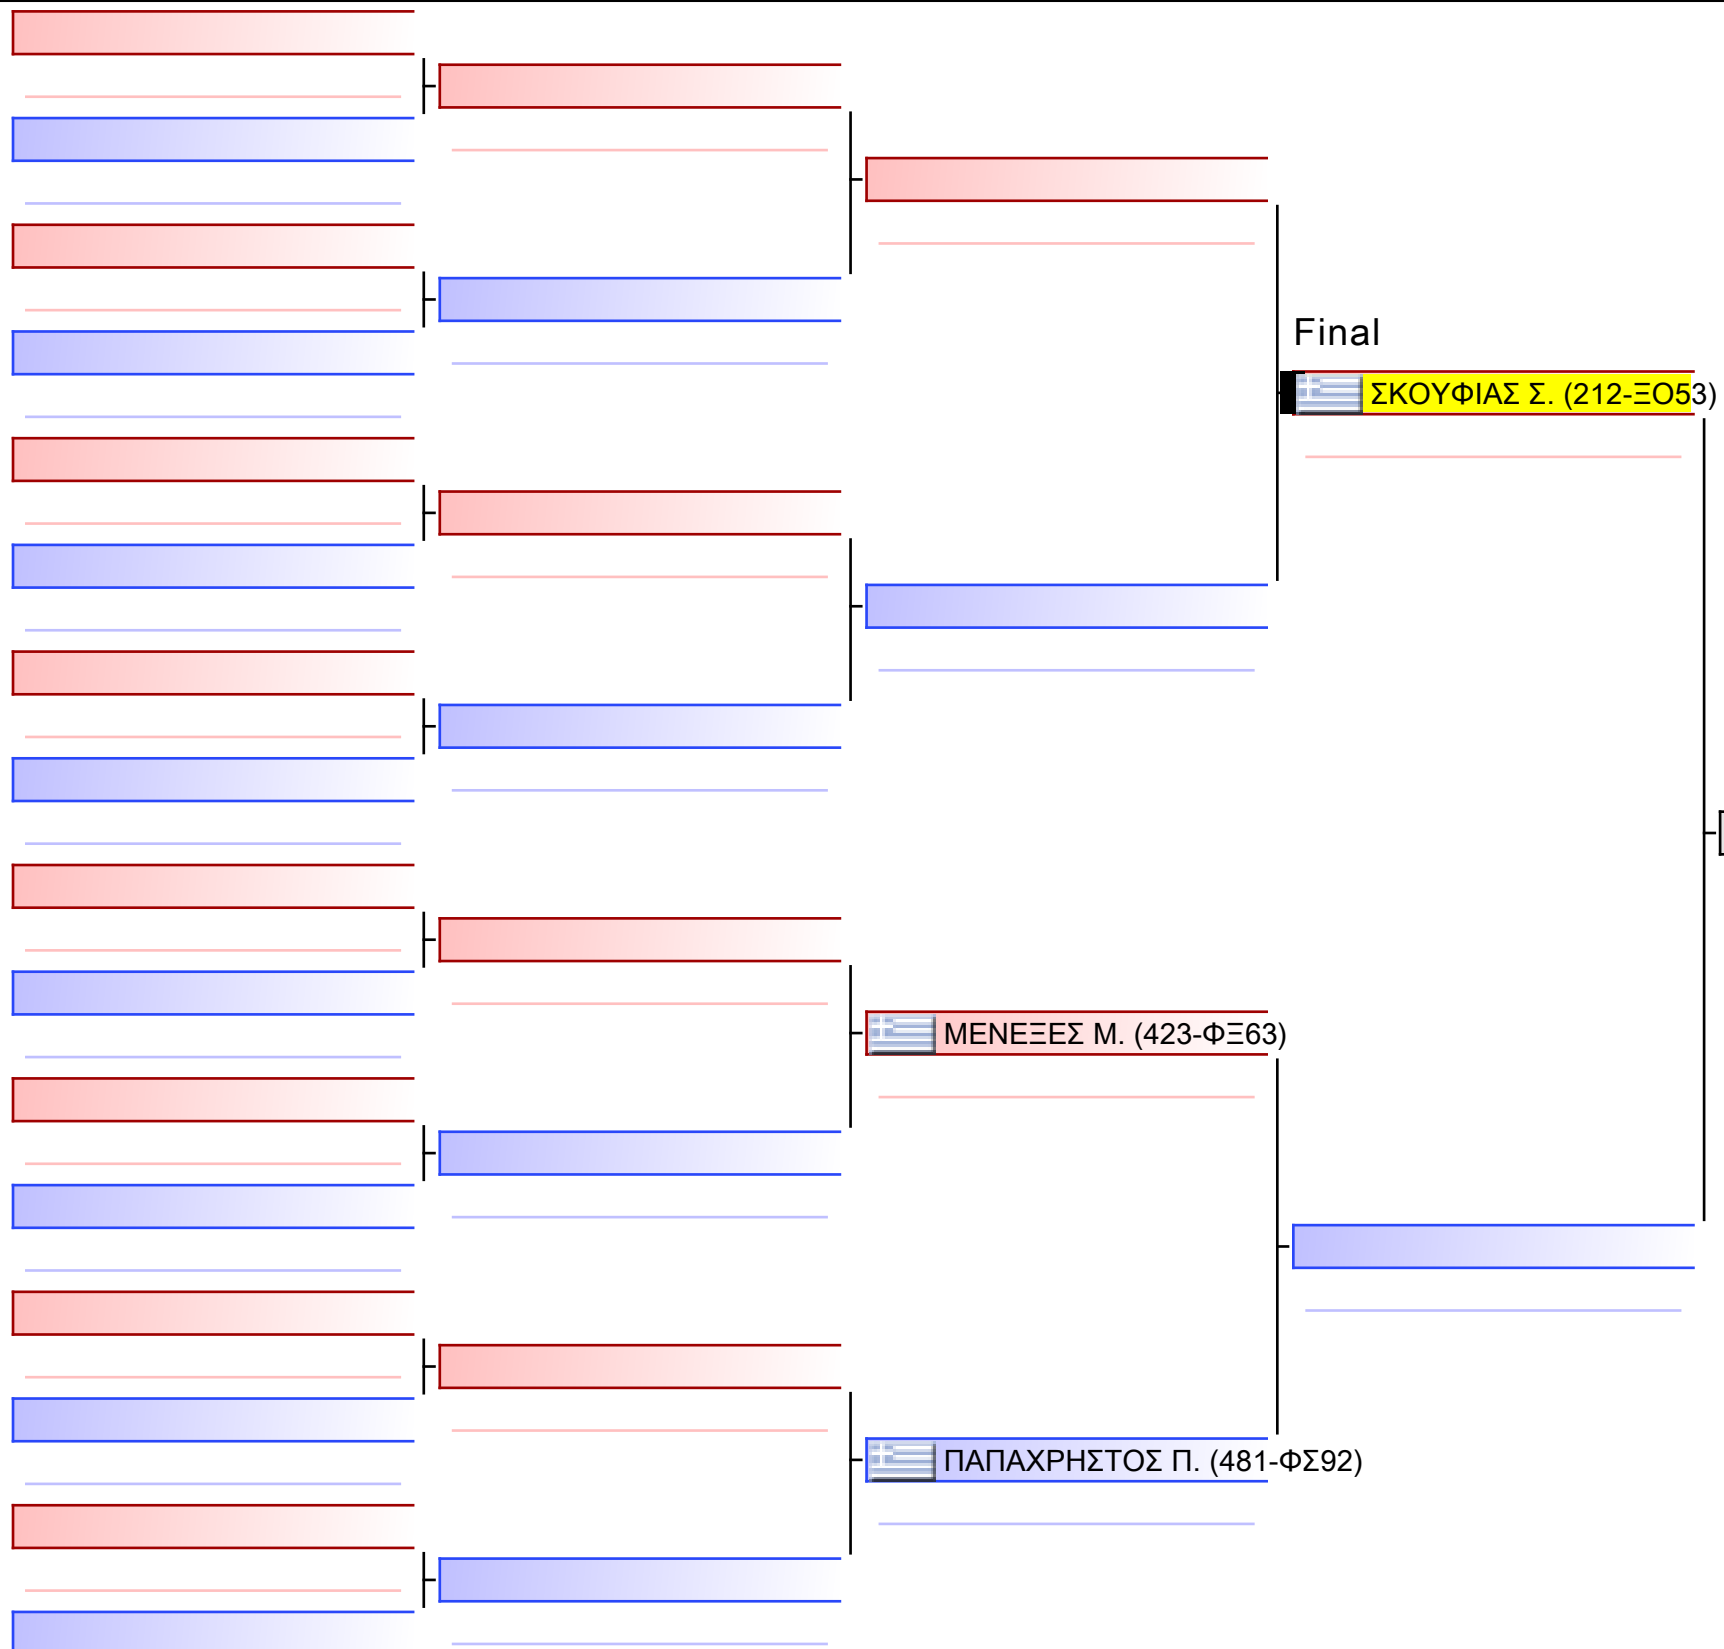 Final
ΣΚΟΥΦΙΑΣ Σ. (212-ΞΟ53)
ΜΕΝΕΞΕΣ Μ. (423-ΦΞ63)
ΠΑΠΑΧΡΗΣΤΟΣ Π. (481-ΦΣ92)